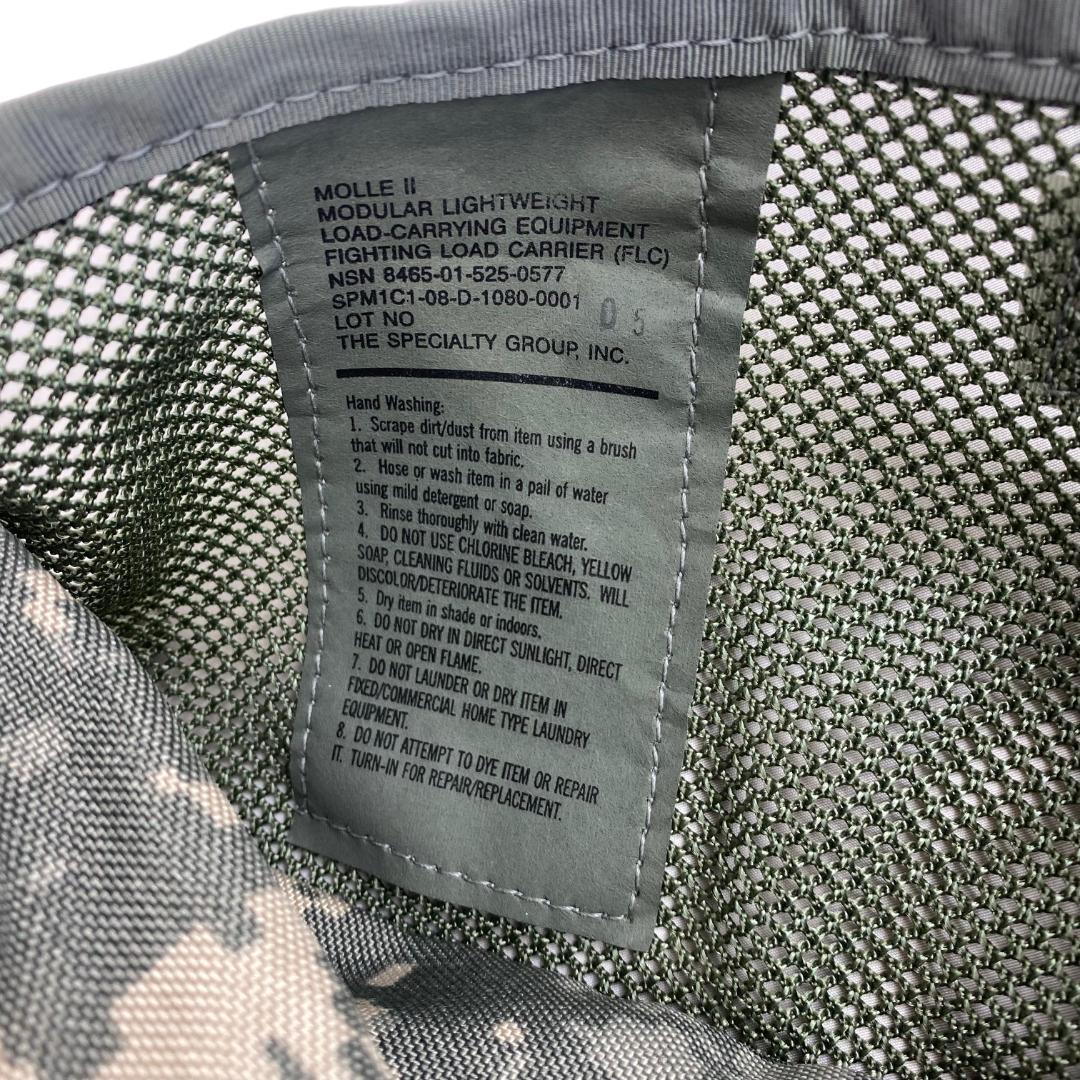 MOLLE II
MODULAR LIGHTWEIGHT
LOAD-CARRYING EQUIPMENT
FIGHTING LOAD CARRIER (FLC)
NSN 8465-01-525-0577
SPM1C1-08-D-1080-0001
LOT NO 05
THE SPECIALTY GROUP, INC.
Hand Washing:
1. Scrape dirt/dust from item using a brush
that will not cut into fabric.
2. Hose or wash item in a pail of water
using mild detergent or soap.
3. Rinse thoroughly with clean water.
4. DO NOT USE CHLORINE BLEACH, YELLOW
SOAP, CLEANING FLUIDS OR SOLVENTS. WILL
DISCOLOR/DETERIORATE THE ITEM.
5. Dry item in shade or indoors.
6. DO NOT DRY IN DIRECT SUNLIGHT, DIRECT
HEAT OR OPEN FLAME.
7. DO NOT LAUNDER OR DRY ITEM IN
FIXED/COMMERCIAL HOME TYPE LAUNDRY
EQUIPMENT.
8. DO NOT ATTEMPT TO DYE ITEM OR REPAIR
IT. TURN-IN FOR REPAIR/REPLACEMENT.